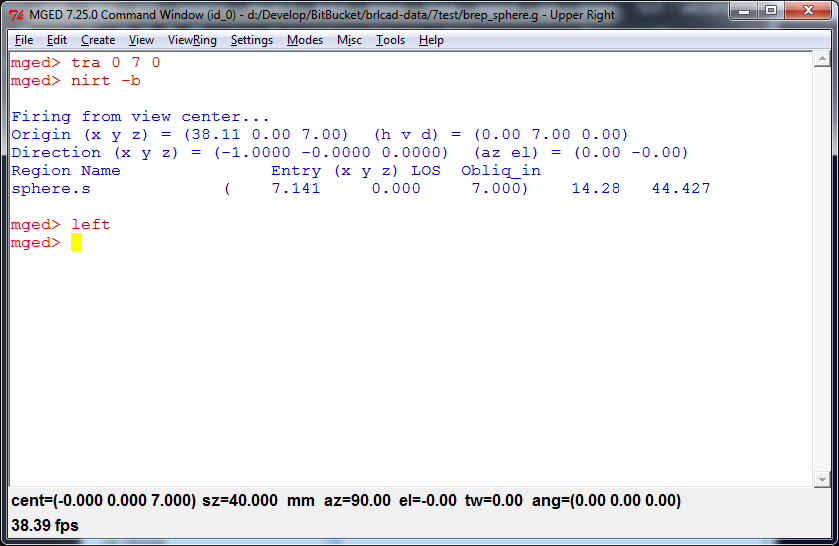 MGED 7.25.0 Command Window (id_0) - d:/Develop/BitBucket/brlcad-data/7test/brep_sphere.g - Upper Right
File Edit Create View ViewRing Settings Modes Misc Tools Help
mged> tra 0 7 0
mged> nirt -b
Firing from view center...
Origin (x y z) = (38.11 0.00 7.00)  (h v d) = (0.00 7.00 0.00)
Direction (x y z) = (-1.0000 -0.0000 0.0000)  (az el) = (0.00 -0.00)
Region Name               Entry (x y z) LOS  Obliq_in
sphere.s             (    7.141     0.000     7.000)    14.28   44.427
mged> left
mged>
cent=(-0.000 0.000 7.000) sz=40.000  mm  az=90.00  el=-0.00  tw=0.00  ang=(0.00 0.00 0.00)
38.39 fps